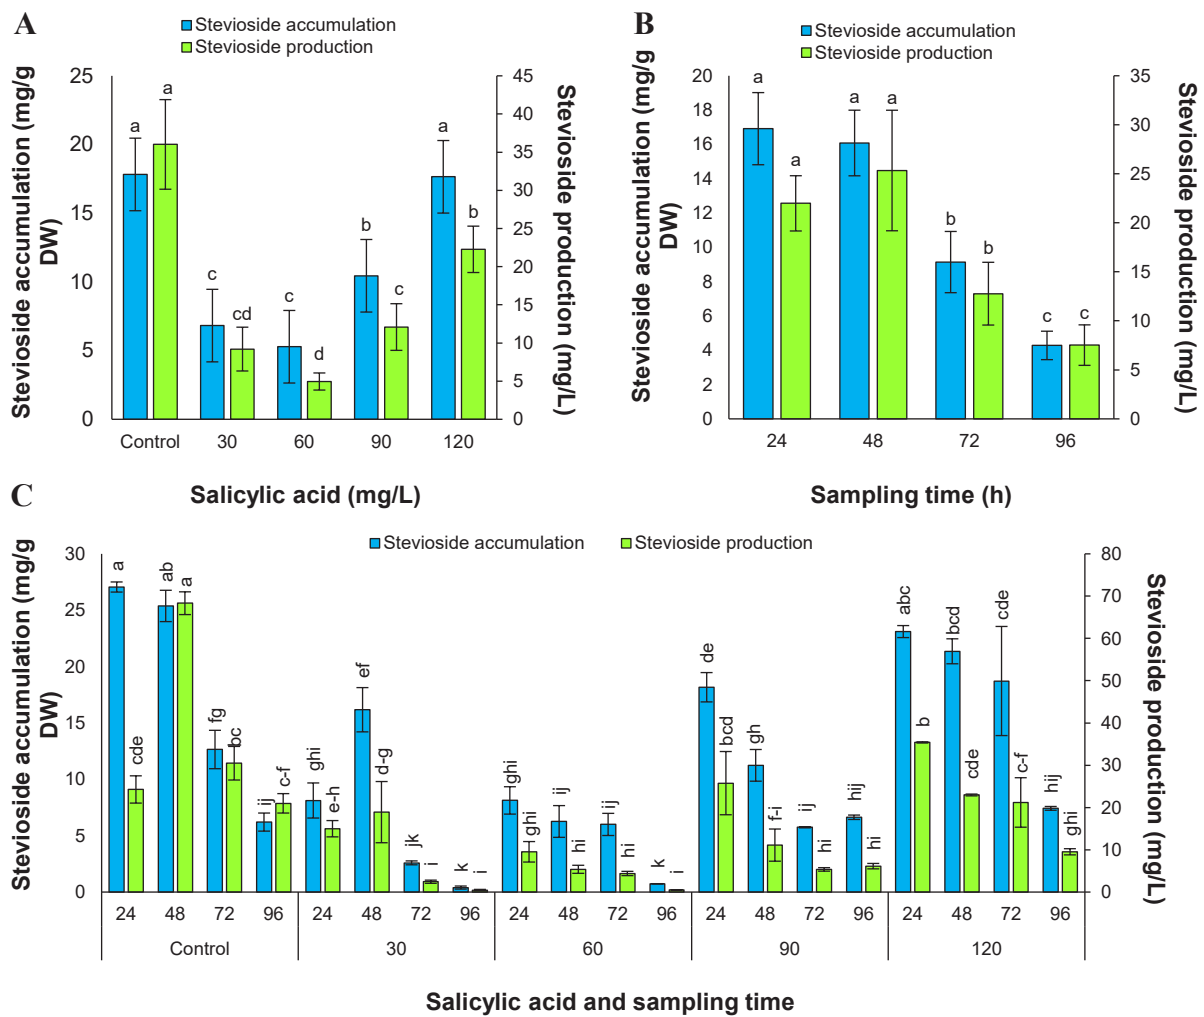 A
Stevioside accumulation
Stevioside production
Stevioside accumulation (mg/g
DW)
25
20
15
10
5
0
45
40
35
30
25
20
15
10
5
0
Stevioside production (mg/L)
a
a
c
cd
c
d
b
c
a
b
Control 30 60 90 120
Salicylic acid (mg/L)
B
Stevioside accumulation
Stevioside production
Stevioside accumulation (mg/g
DW)
20
18
16
14
12
10
8
6
4
2
0
35
30
25
20
15
10
5
0
Stevioside production (mg/L)
a
a
a
a
b
b
c
c
24 48 72 96
Sampling time (h)
C
Stevioside accumulation
Stevioside production
Stevioside accumulation (mg/g
DW)
30
25
20
15
10
5
0
80
70
60
50
40
30
20
10
0
Stevioside production (mg/L)
a
cde
ab
a
fg
bc
ij
c-f
ghi
e-h
ef
d-g
jk
i
k
i
ghi
ghi
ij
hi
ij
hi
k
i
de
bcd
gh
f-i
ij
hi
hij
hi
abc
b
bcd
cde
cde
c-f
hij
ghi
24 48 72 96 24 48 72 96 24 48 72 96 24 48 72 96 24 48 72 96
Control 30 60 90 120
Salicylic acid and sampling time